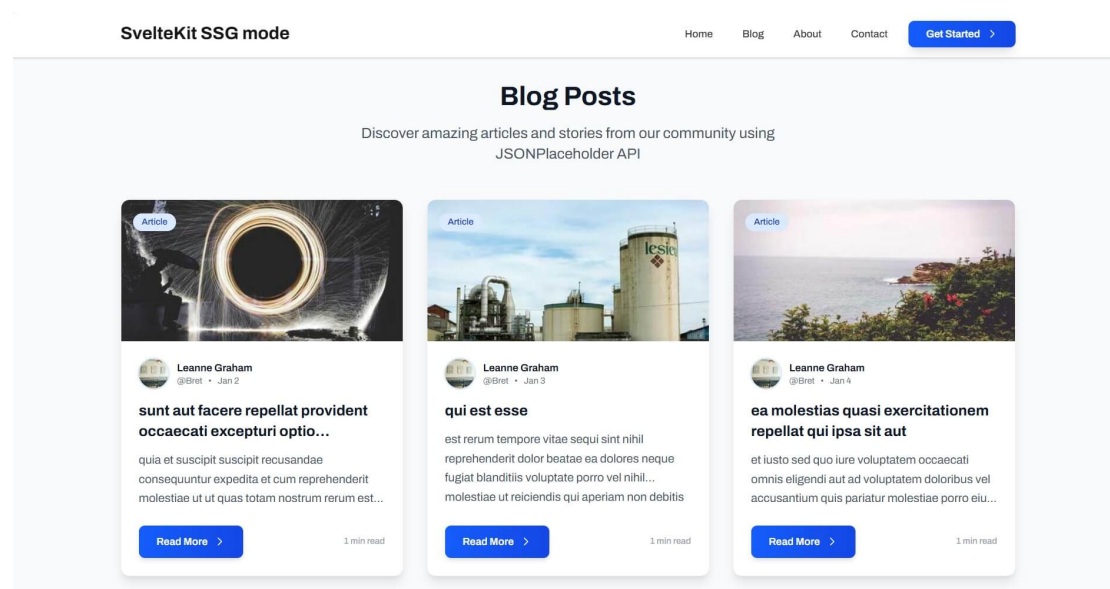 SvelteKit SSG mode
Home
Blog
About
Contact
Get Started
Blog Posts
Discover amazing articles and stories from our community using
JSONPlaceholder API
Article
Leanne Graham
@Bret • Jan 2
sunt aut facere repellat provident
occaecati excepturi optio...
quia et suscipit suscipit recusandae
consequuntur expedita et cum reprehenderit
molestiae ut ut quas totam nostrum rerum est...
Read More
1 min read
Article
lesieu
Leanne Graham
@Bret • Jan 3
qui est esse
est rerum tempore vitae sequi sint nihil
reprehenderit dolor beatae ea dolores neque
fugiat blanditiis voluptate porro vel nihil...
molestiae ut reiciendis qui aperiam non debitis
Read More
1 min read
Article
Leanne Graham
@Bret • Jan 4
ea molestias quasi exercitationem
repellat qui ipsa sit aut
et iusto sed quo iure voluptatem occaecati
omnis eligendi aut ad voluptatem doloribus vel
accusantium quis pariatur molestiae porro eiu...
Read More
1 min read